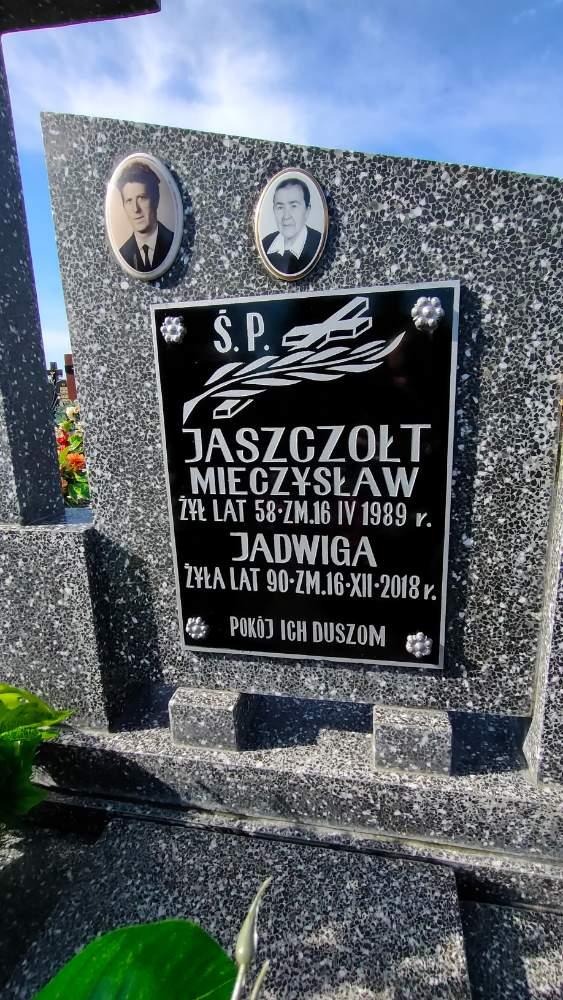 Ś.P.
JASZCZOŁT
MIECZYSŁAW
ŻYŁ LAT 58·ZM.16 IV 1989 r.
JADWIGA
ŻYŁA LAT 90·ZM.16·XII·2018 r.
POKÓJ ICH DUSZOM